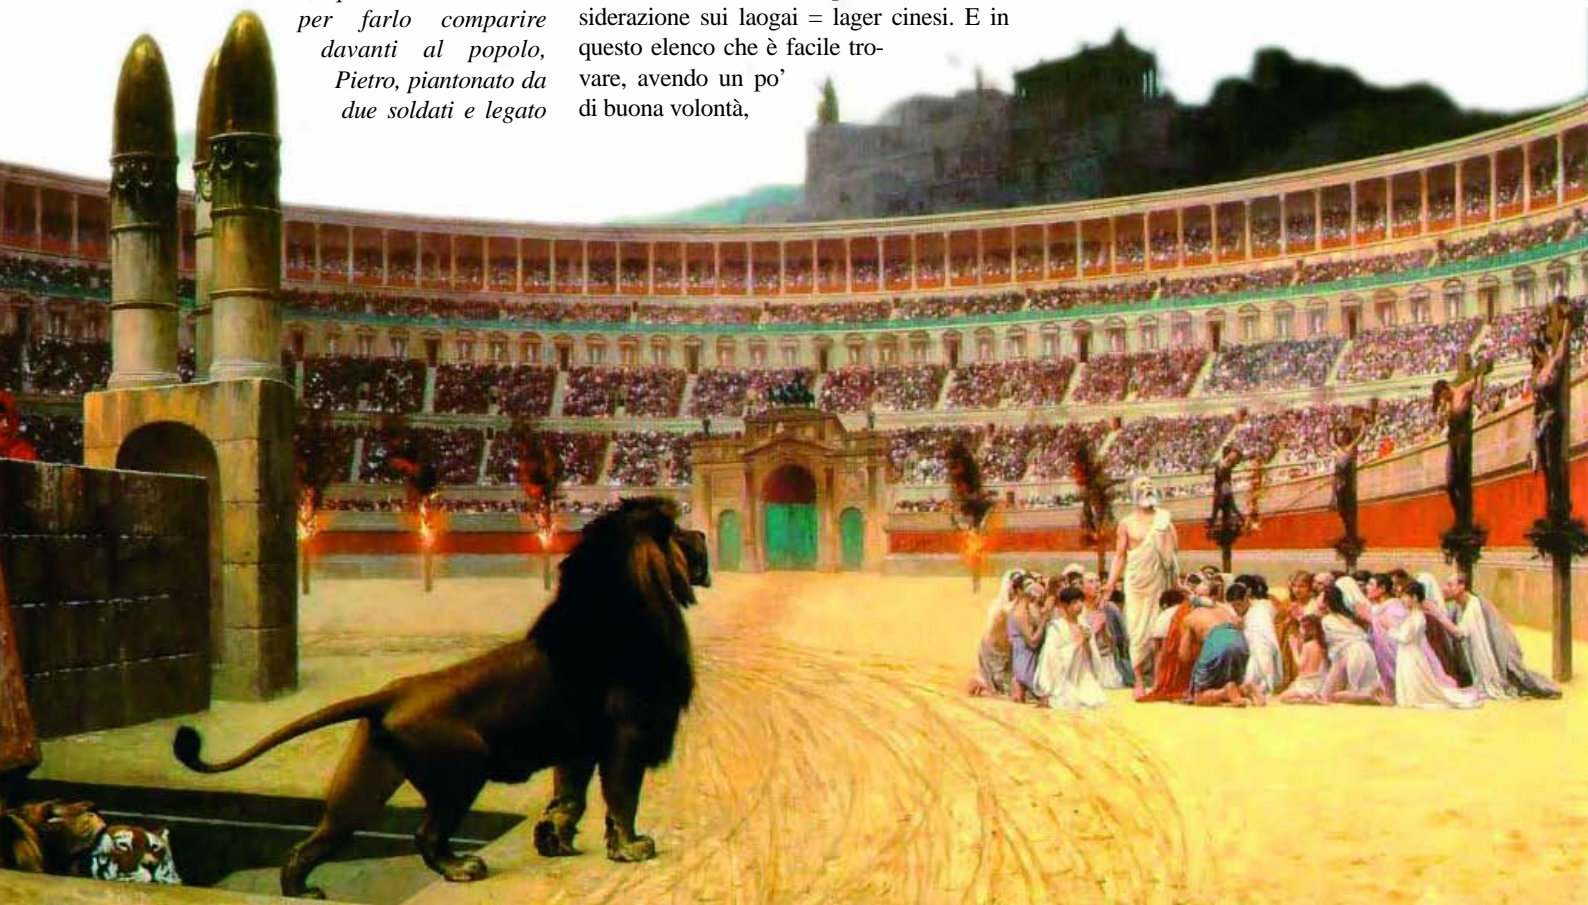 per farlo comparire
davanti al popolo,
Pietro, piantonato da
due soldati e legato
siderazione sui laogai = lager cinesi. E in
questo elenco che è facile tro-
vare, avendo un po’
di buona volontà,